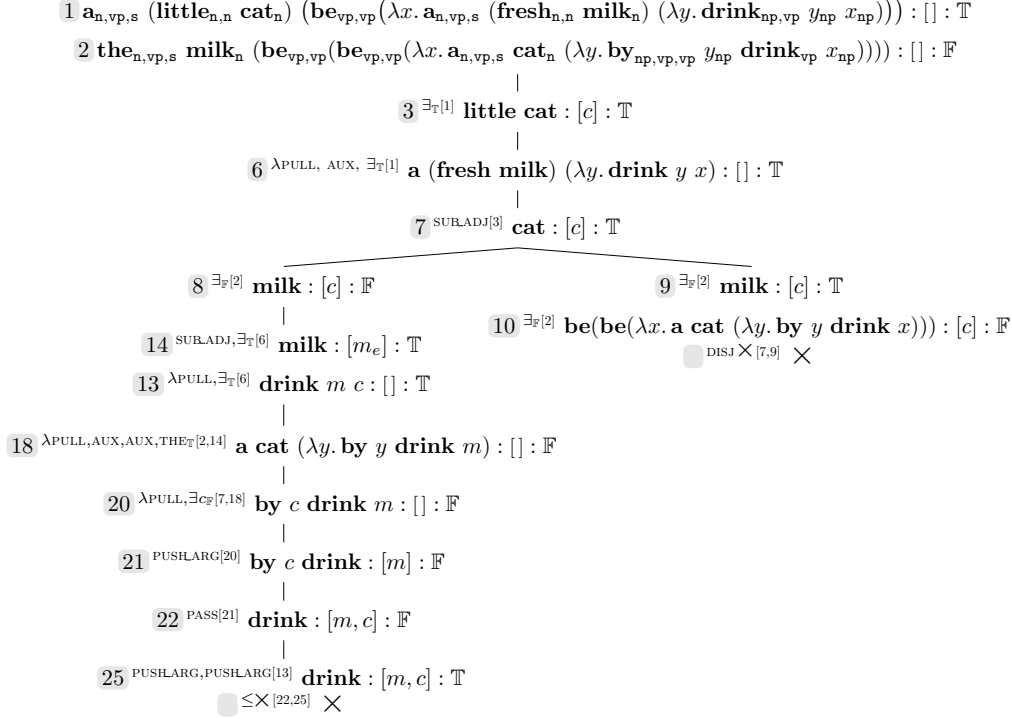 1 a_{n,vp,s} (little_{n,n} cat_n) (be_{vp,vp}(λx. a_{n,vp,s} (fresh_{n,n} milk_n) (λy. drink_{np,vp} y_{np} x_{np}))) : [] : 𝕋
2 the_{n,vp,s} milk_n (be_{vp,vp}(be_{vp,vp}(λx. a_{n,vp,s} cat_n (λy. by_{np,vp,vp} y_{np} drink_{vp} x_{np})))) : [] : 𝔽
3 ∃𝕋[1] little cat : [c] : 𝕋
6 λPULL, AUX, ∃𝕋[1] a (fresh milk) (λy. drink y x) : [] : 𝕋
7 SUB_ADJ[3] cat : [c] : 𝕋
8 ∃𝔽[2] milk : [c] : 𝔽
9 ∃𝔽[2] milk : [c] : 𝕋
10 ∃𝔽[2] be(be(λx. a cat (λy. by y drink x))) : [c] : 𝔽
DISJ × [7,9] ×
14 SUB_ADJ,∃𝕋[6] milk : [m_e] : 𝕋
13 λPULL,∃𝕋[6] drink m c : [] : 𝕋
18 λPULL,AUX,AUX,THE𝕋[2,14] a cat (λy. by y drink m) : [] : 𝔽
20 λPULL,∃c𝔽[7,18] by c drink m : [] : 𝔽
21 PUSH_ARG[20] by c drink : [m] : 𝔽
22 PASS[21] drink : [m, c] : 𝔽
25 PUSH_ARG,PUSH_ARG[13] drink : [m, c] : 𝕋
≤× [22,25] ×